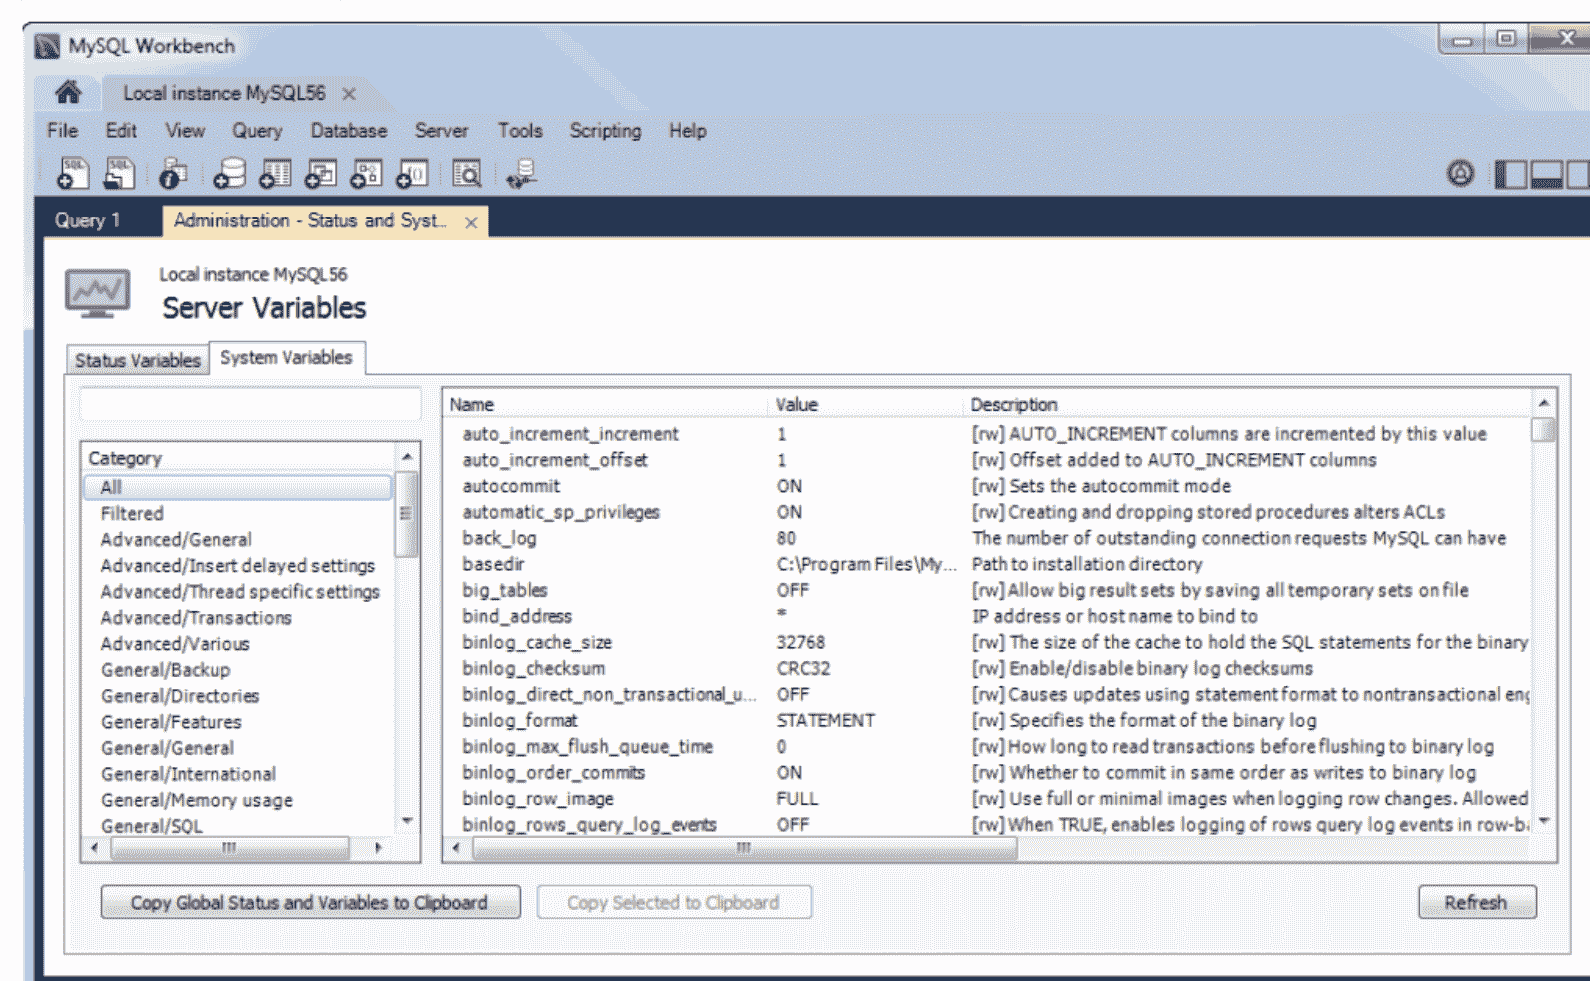 MySQL Workbench
Local instance MySQL56
File Edit View Query Database Server Tools Scripting Help
Query 1
Administration - Status and Syst...
Local instance MySQL56
Server Variables
Status Variables
System Variables
Category
All
Filtered
Advanced/General
Advanced/Insert delayed settings
Advanced/Thread specific settings
Advanced/Transactions
Advanced/Various
General/Backup
General/Directories
General/Features
General/General
General/International
General/Memory usage
General/SQL
Name Value Description
auto_increment_increment 1 [rw] AUTO_INCREMENT columns are incremented by this value
auto_increment_offset 1 [rw] Offset added to AUTO_INCREMENT columns
autocommit ON [rw] Sets the autocommit mode
automatic_sp_privileges ON [rw] Creating and dropping stored procedures alters ACLs
back_log 80 The number of outstanding connection requests MySQL can have
basedir C:\Program Files\My... Path to installation directory
big_tables OFF [rw] Allow big result sets by saving all temporary sets on file
bind_address * IP address or host name to bind to
binlog_cache_size 32768 [rw] The size of the cache to hold the SQL statements for the binary
binlog_checksum CRC32 [rw] Enable/disable binary log checksums
binlog_direct_non_transactional_u... OFF [rw] Causes updates using statement format to nontransactional eng
binlog_format STATEMENT [rw] Specifies the format of the binary log
binlog_max_flush_queue_time 0 [rw] How long to read transactions before flushing to binary log
binlog_order_commits ON [rw] Whether to commit in same order as writes to binary log
binlog_row_image FULL [rw] Use full or minimal images when logging row changes. Allowed
binlog_rows_query_log_events OFF [rw] When TRUE, enables logging of rows query log events in row-ba
Copy Global Status and Variables to Clipboard
Copy Selected to Clipboard
Refresh